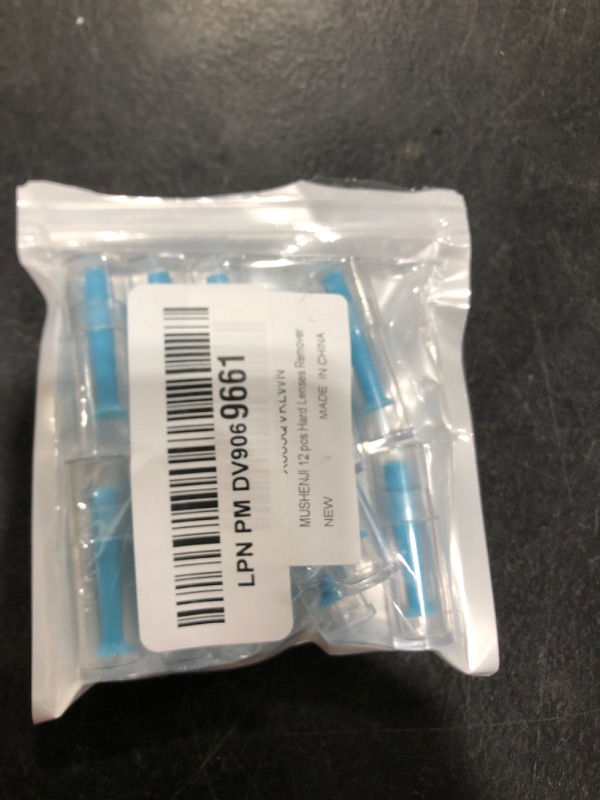 LPN PM DV9069661
MUSHENJI 12 pcs Hard Lenses Remover
NEW
MADE IN CHINA